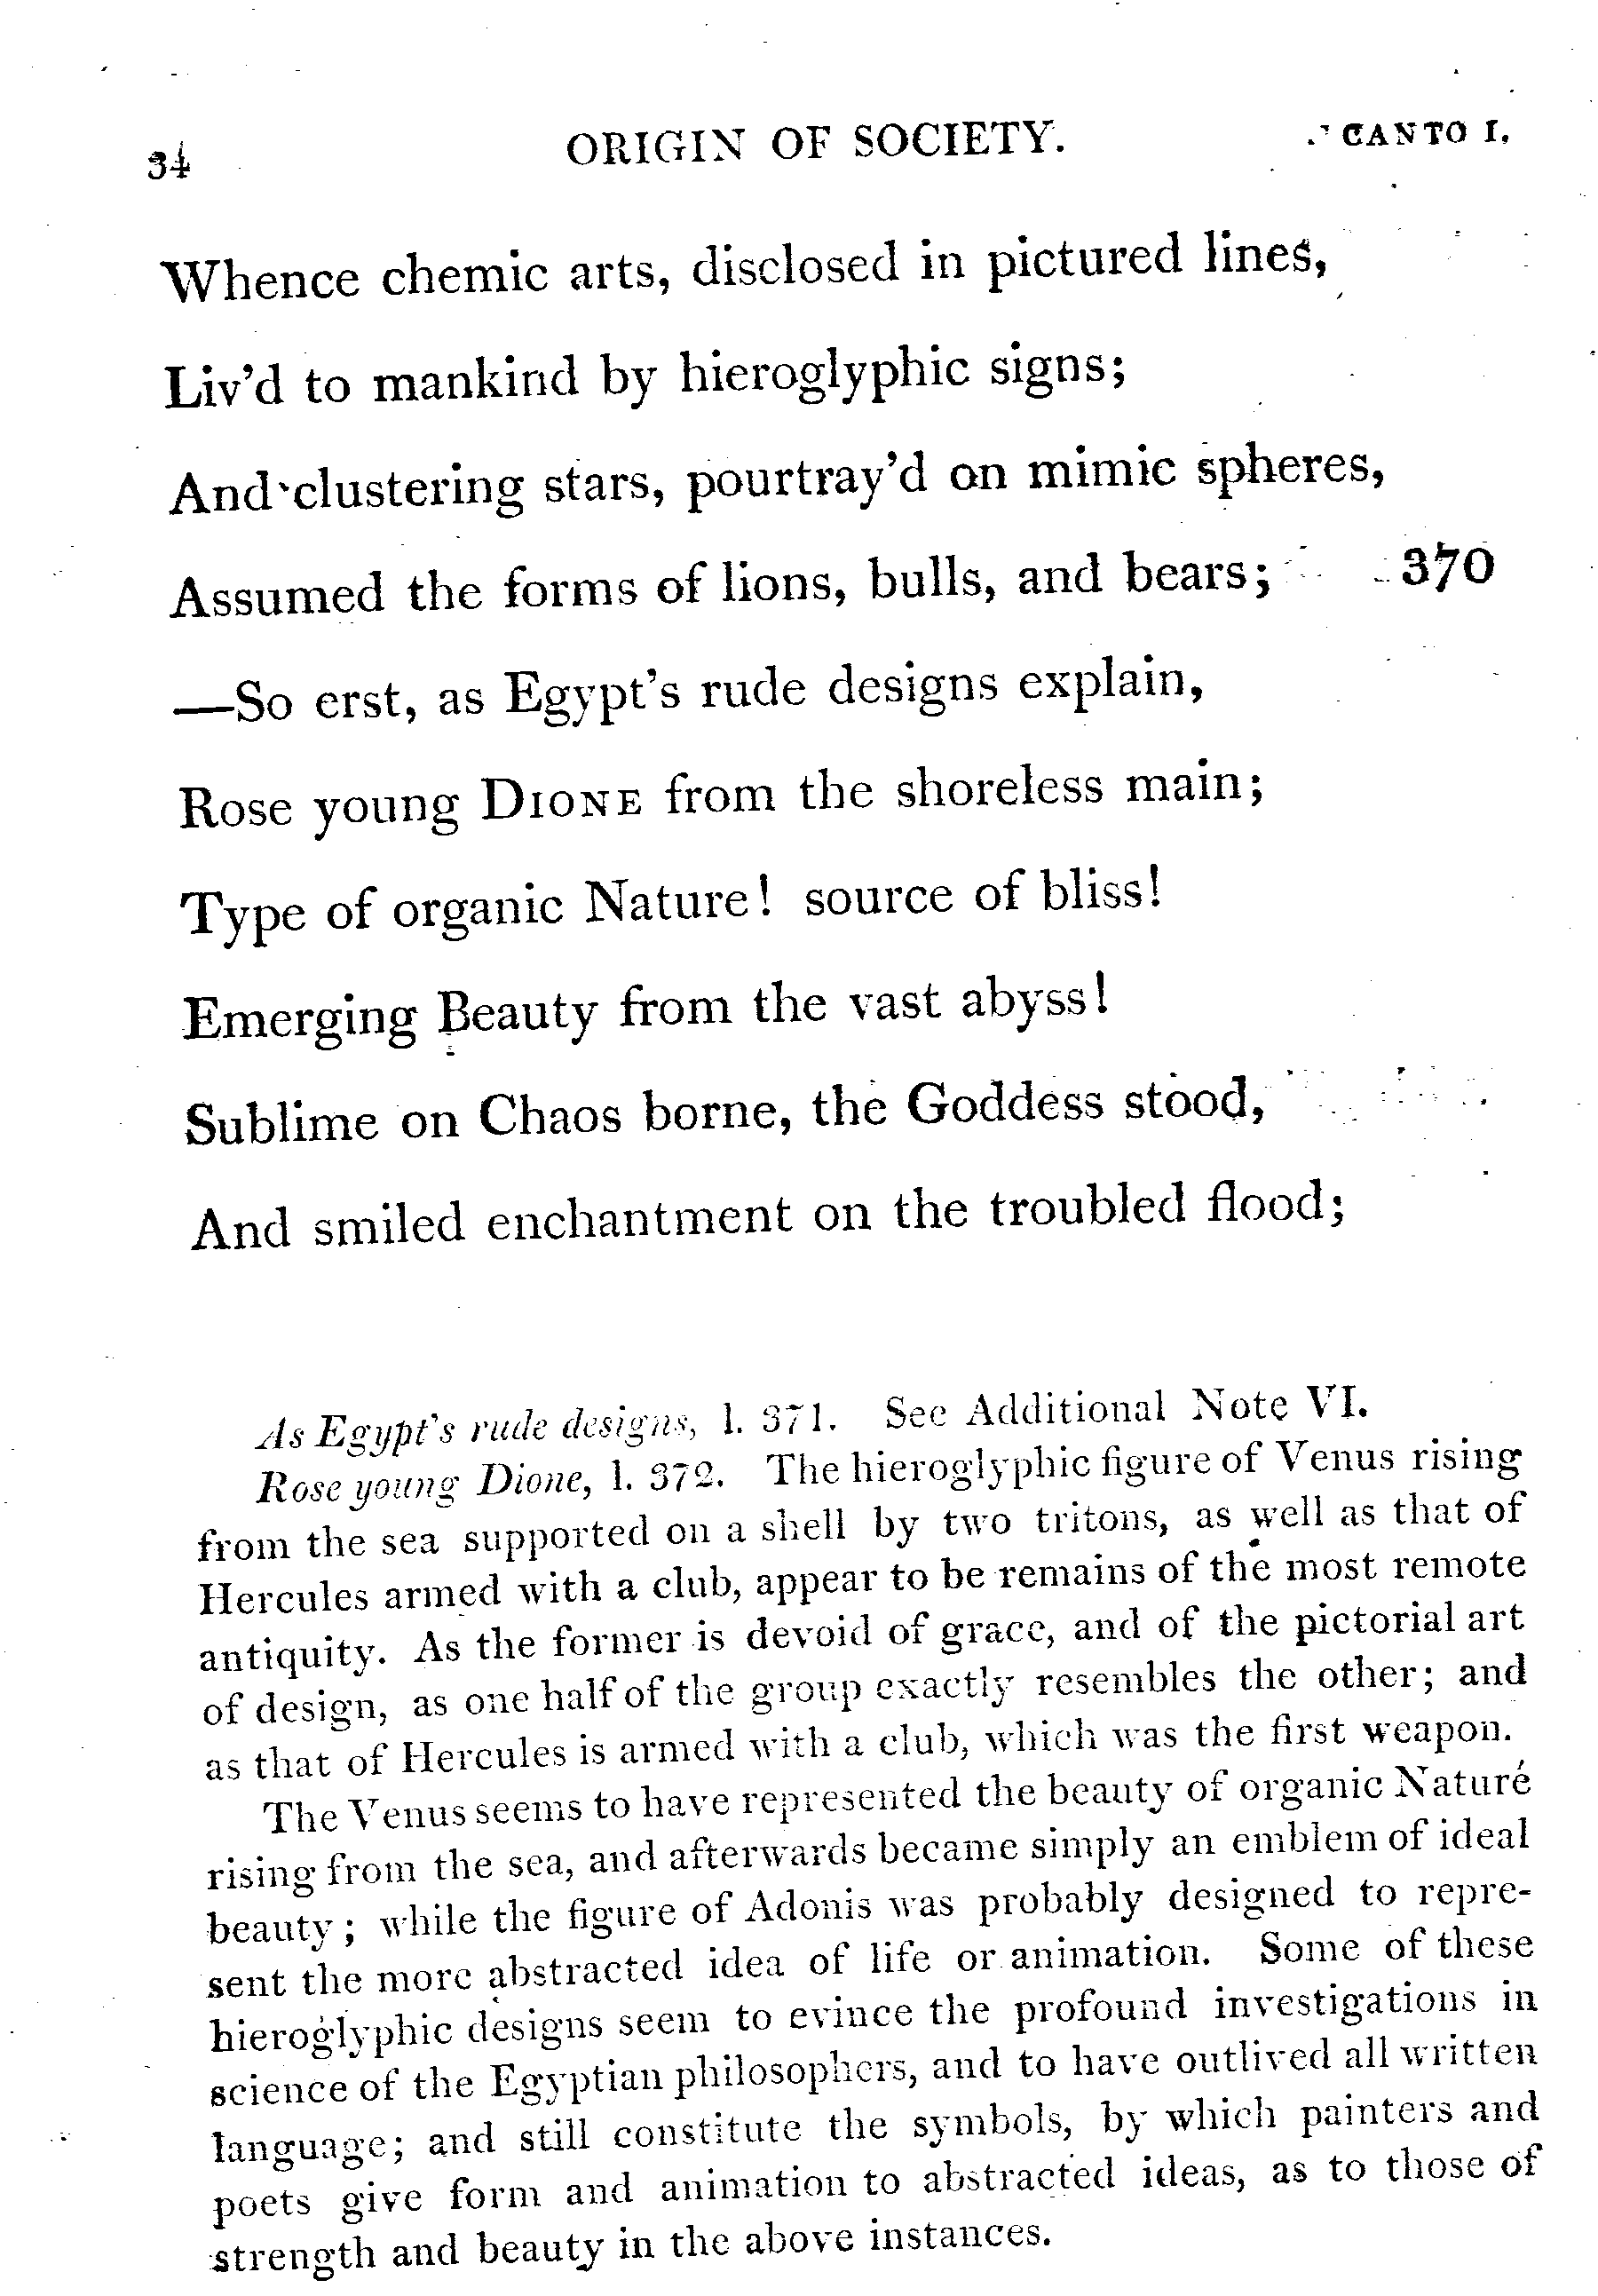 34 ORIGIN OF SOCIETY. CANTO I.
Whence chemic arts, disclosed in pictured lines,
Liv'd to mankind by hieroglyphic signs;
And clustering stars, pourtray'd on mimic spheres,
Assumed the forms of lions, bulls, and bears; 370
—So erst, as Egypt's rude designs explain,
Rose young DIONE from the shoreless main;
Type of organic Nature! source of bliss!
Emerging Beauty from the vast abyss!
Sublime on Chaos borne, the Goddess stood,
And smiled enchantment on the troubled flood;
As Egypt's rude designs, l. 371. See Additional Note VI.
Rose young Dione, l. 372. The hieroglyphic figure of Venus rising
from the sea supported on a shell by two tritons, as well as that of
Hercules armed with a club, appear to be remains of the most remote
antiquity. As the former is devoid of grace, and of the pictorial art
of design, as one half of the group exactly resembles the other; and
as that of Hercules is armed with a club, which was the first weapon.
The Venus seems to have represented the beauty of organic Nature
rising from the sea, and afterwards became simply an emblem of ideal
beauty; while the figure of Adonis was probably designed to repre-
sent the more abstracted idea of life or animation. Some of these
hieroglyphic designs seem to evince the profound investigations in
science of the Egyptian philosophers, and to have outlived all written
language; and still constitute the symbols, by which painters and
poets give form and animation to abstracted ideas, as to those of
strength and beauty in the above instances.